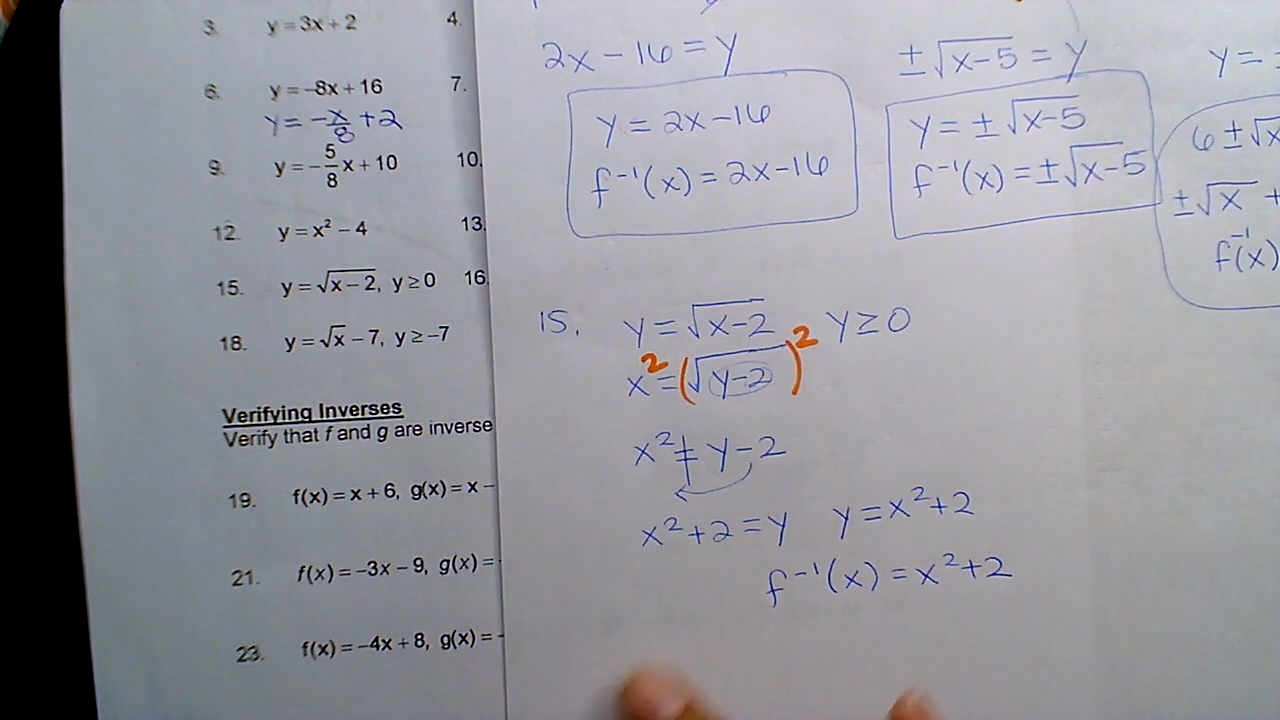 3. y = 3x + 2 4.
6. y = –8x + 16 7.
y = -x/8 + 2
9. y = –5/8x + 10 10.
12. y = x² – 4 13.
15. y = √x – 2, y ≥ 0 16.
18. y = √x – 7, y ≥ –7
Verifying Inverses
Verify that f and g are inverse
19. f(x) = x + 6, g(x) = x –
21. f(x) = –3x – 9, g(x) =
23. f(x) = –4x + 8, g(x) = -
2x - 16 = y
y = 2x - 16
f⁻¹(x) = 2x - 16
±√x-5 = y
y = ±√x-5
f⁻¹(x) = ±√x-5
y =
6 ± √x
±√x +
f⁻¹(x)
15. y = √x-2 y ≥ 0
x² = (√y-2)²
x² = y - 2
x² + 2 = y y = x² + 2
f⁻¹(x) = x² + 2